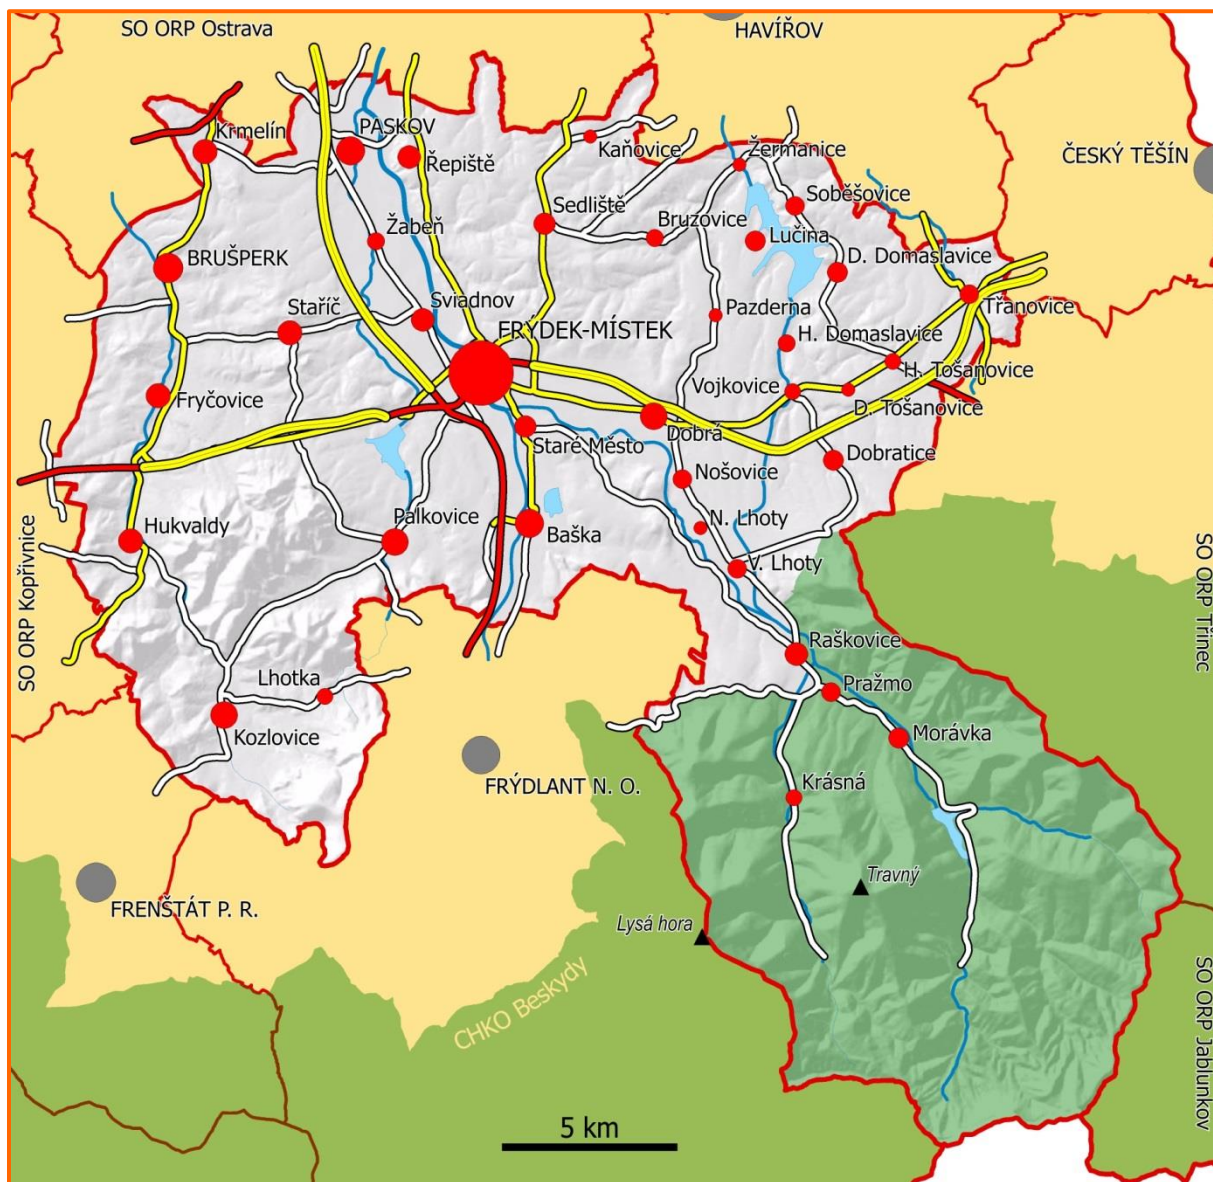 SO ORP Ostrava
HAVÍŘOV
Krmelín
PASKOV
Řepiště
Kaňovice
Žermanice
ČESKÝ TĚŠÍN
Soběšovice
Sedliště
Bruzovice
Lučina
Žabeň
BRUŠPERK
D. Domaslavice
Staříč
Sviadnov
Pazderna
Třanovice
FRÝDEK-MÍSTEK
H. Domaslavice
H. Tošanovice
Vojkovice
Fryčovice
D. Tošanovice
Dobrá
Staré Město
Dobratice
Nošovice
Hukvaldy
Palkovice
Baška
N. Lhoty
V. Lhoty
SO ORP Kopřivnice
SO ORP Třinec
Raškovice
Lhotka
Pražmo
Kozlovice
Morávka
FRÝDLANT N. O.
Krásná
Travný
FRENŠTÁT P. R.
Lysá hora
CHKO Beskydy
SO ORP Jablunkov
5 km